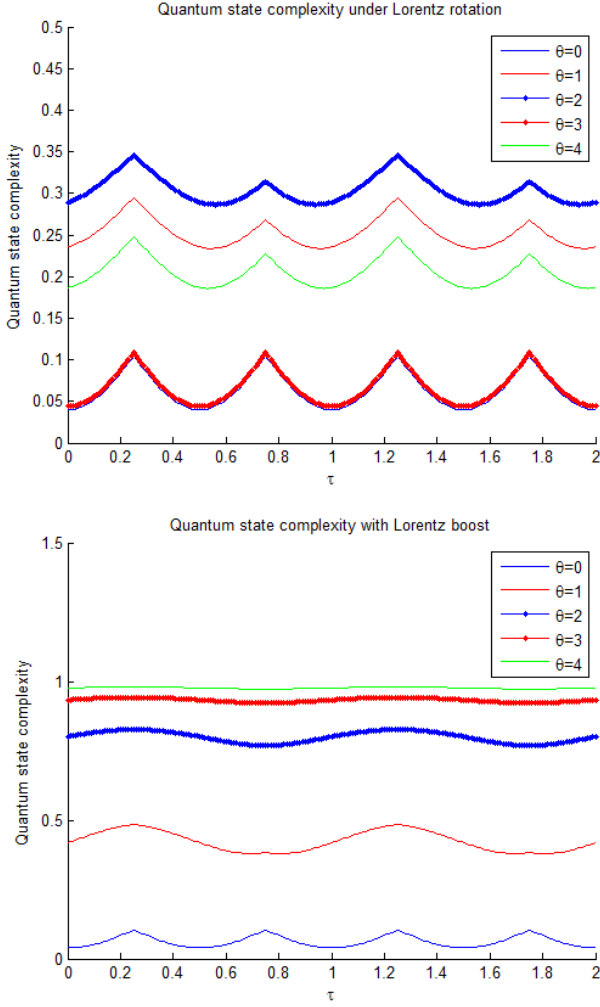 Quantum state complexity under Lorentz rotation
Quantum state complexity
0.5
0.45
0.4
0.35
0.3
0.25
0.2
0.15
0.1
0.05
0
θ=0
θ=1
θ=2
θ=3
θ=4
0 0.2 0.4 0.6 0.8 1 1.2 1.4 1.6 1.8 2
τ
Quantum state complexity with Lorentz boost
Quantum state complexity
1.5
1
0.5
0
θ=0
θ=1
θ=2
θ=3
θ=4
0 0.2 0.4 0.6 0.8 1 1.2 1.4 1.6 1.8 2
τ